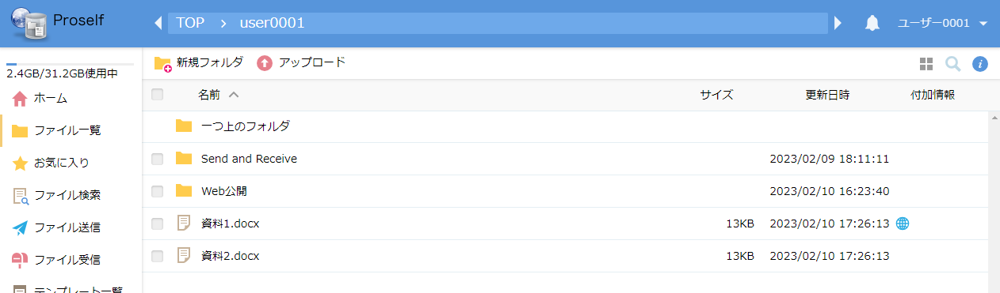 Proself
TOP > user0001
ユーザー0001
2.4GB/31.2GB使用中
ホーム
ファイル一覧
お気に入り
ファイル検索
ファイル送信
ファイル受信
テンプレート一覧
新規フォルダ アップロード
名前 サイズ 更新日時 付加情報
一つ上のフォルダ
Send and Receive 2023/02/09 18:11:11
Web公開 2023/02/10 16:23:40
資料1.docx 13KB 2023/02/10 17:26:13
資料2.docx 13KB 2023/02/10 17:26:13